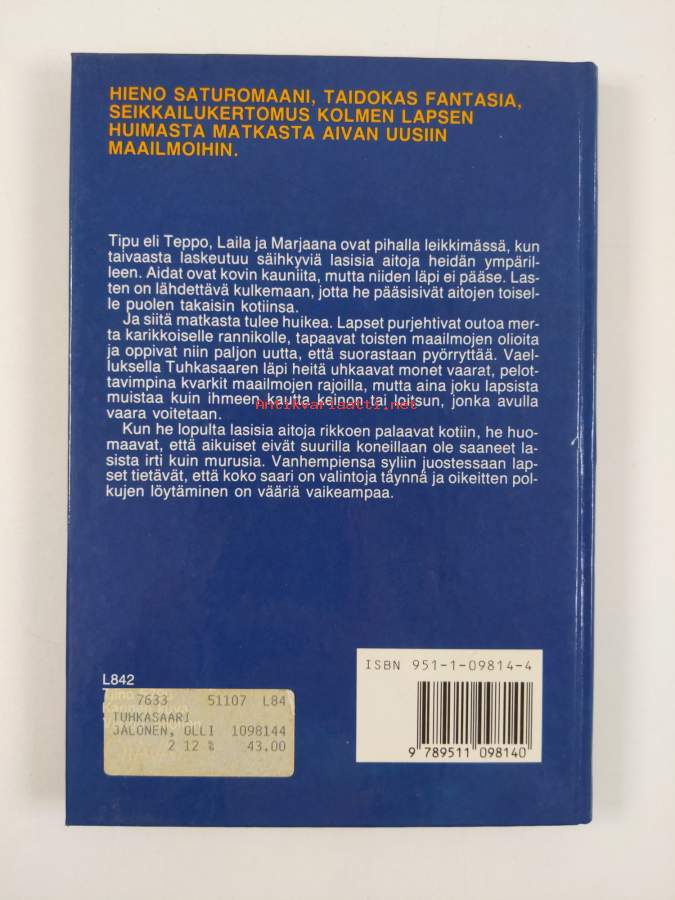 HIENO SATUROMAANI, TAIDOKAS FANTASIA,
SEIKKAILUKERTOMUS KOLMEN LAPSEN
HUIMASTA MATKASTA AIVAN UUSIIN
MAAILMOIHIN.
Tipu eli Teppo, Laila ja Marjaana ovat pihalla leikkimässä, kun
taivaasta laskeutuu säihkyviä lasisia aitoja heidän ympäril-
leen. Aidat ovat kovin kauniita, mutta niiden läpi ei pääse. Las-
ten on lähdettävä kulkemaan, jotta he pääsisivät aitojen toisel-
le puolen takaisin kotiinsa.
Ja siitä matkasta tulee huikea. Lapset purjehtivat outoa mer-
ta karikkoiselle rannikolle, tapaavat toisten maailmojen olioita
ja oppivat niin paljon uutta, että suorastaan pyörryttää. Vael-
luksella Tuhkasaaren läpi heitä uhkaavat monet vaarat, pelot-
tavimpina kvarkit maailmojen rajoilla, mutta aina joku lapsista
muistaa kuin ihmeen kautta keinon tai loitsun, jonka avulla
vaara voitetaan.
Antikvariaatti.net
Kun he lopulta lasisia aitoja rikkoen palaavat kotiin, he huo-
maavat, että aikuiset eivät suurilla koneillaan ole saaneet la-
sista irti kuin murusia. Vanhempiensa syliin juostessaan lap-
set tietävät, että koko saari on valintoja täynnä ja oikeitten pol-
kujen löytäminen on vääriä vaikeampaa.
L842
7633 51107 L84
TUHKASAARI
JALONEN, OLLI 1098144
2 12 % 43.00
ISBN 951-1-09814-4
9 789511 098140